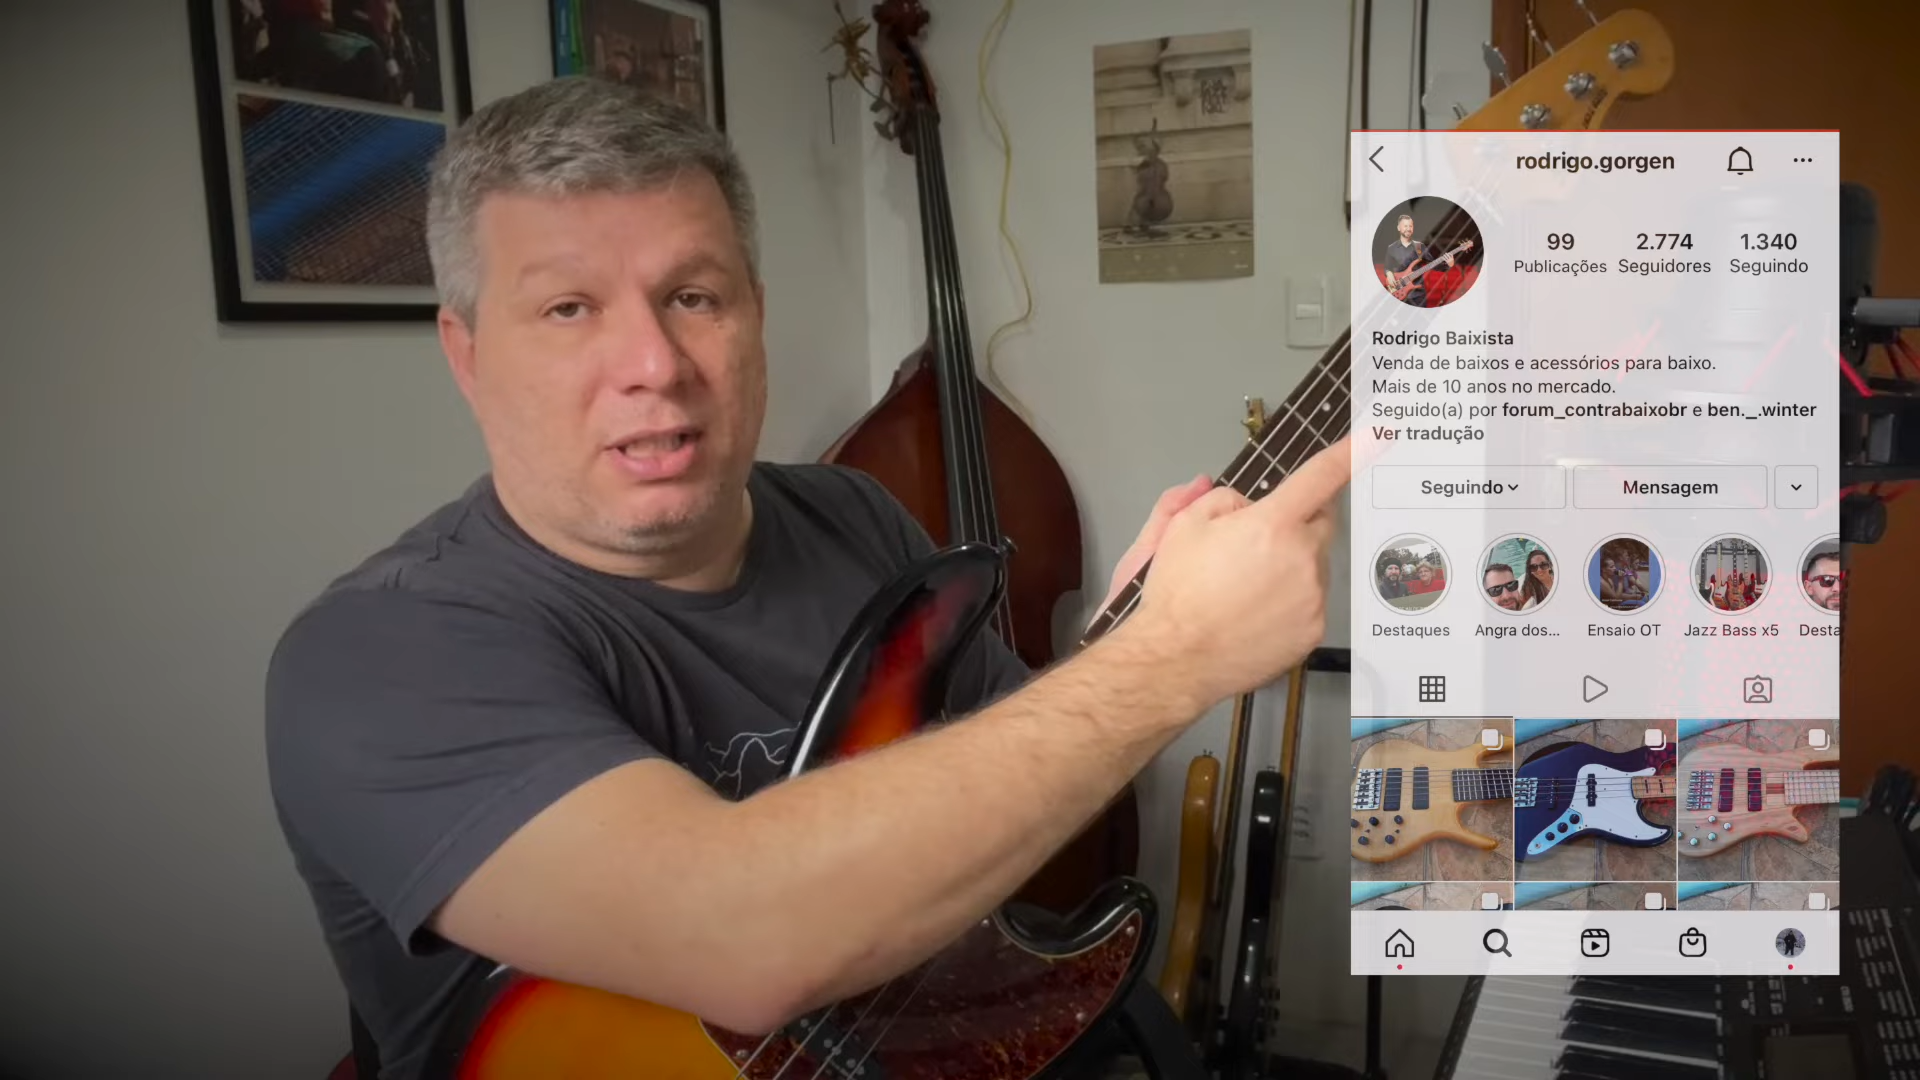 rodrigo.gorgen
99
2.774
1.340
Publicações
Seguidores
Seguindo
Rodrigo Baixista
Venda de baixos e acessórios para baixo.
Mais de 10 anos no mercado.
Seguido(a) por forum_contrabaixobr e ben._.winter
Ver tradução
Seguindo
Mensagem
Destaques
Angra dos...
Ensaio OT
Jazz Bass x5
Desta